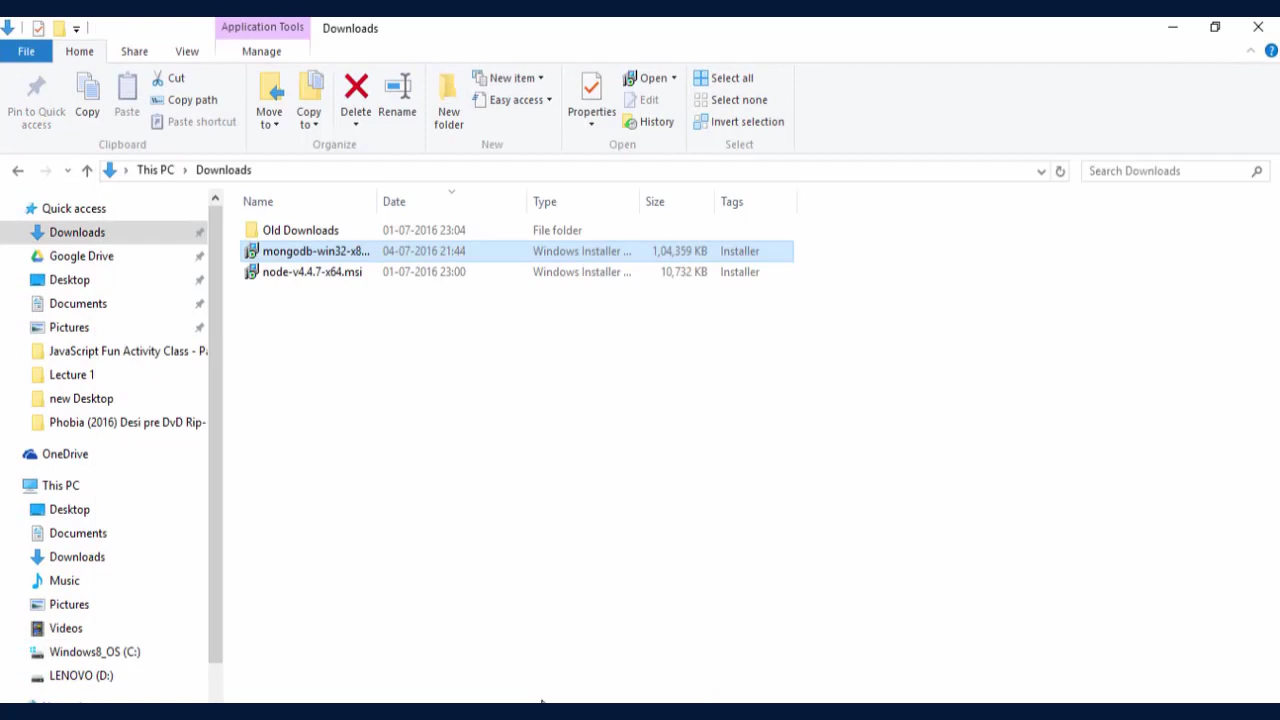 Application Tools
Downloads
File
Home
Share
View
Manage
Pin to Quick
access
Copy
Paste
Cut
Copy path
Paste shortcut
Clipboard
Move
to
Copy
to
Delete
Rename
Organize
New
folder
New item
Easy access
New
Properties
Open
Edit
History
Open
Select all
Select none
Invert selection
Select
This PC
Downloads
Search Downloads
Name
Date
Type
Size
Tags
Old Downloads
01-07-2016 23:04
File folder
mongodb-win32-x8...
04-07-2016 21:44
Windows Installer ...
1,04,359 KB
Installer
node-v4.4.7-x64.msi
01-07-2016 23:00
Windows Installer ...
10,732 KB
Installer
Quick access
Downloads
Google Drive
Desktop
Documents
Pictures
JavaScript Fun Activity Class - Pa
Lecture 1
new Desktop
Phobia (2016) Desi pre DvD Rip-
OneDrive
This PC
Desktop
Documents
Downloads
Music
Pictures
Videos
Windows8_OS (C:)
LENOVO (D:)